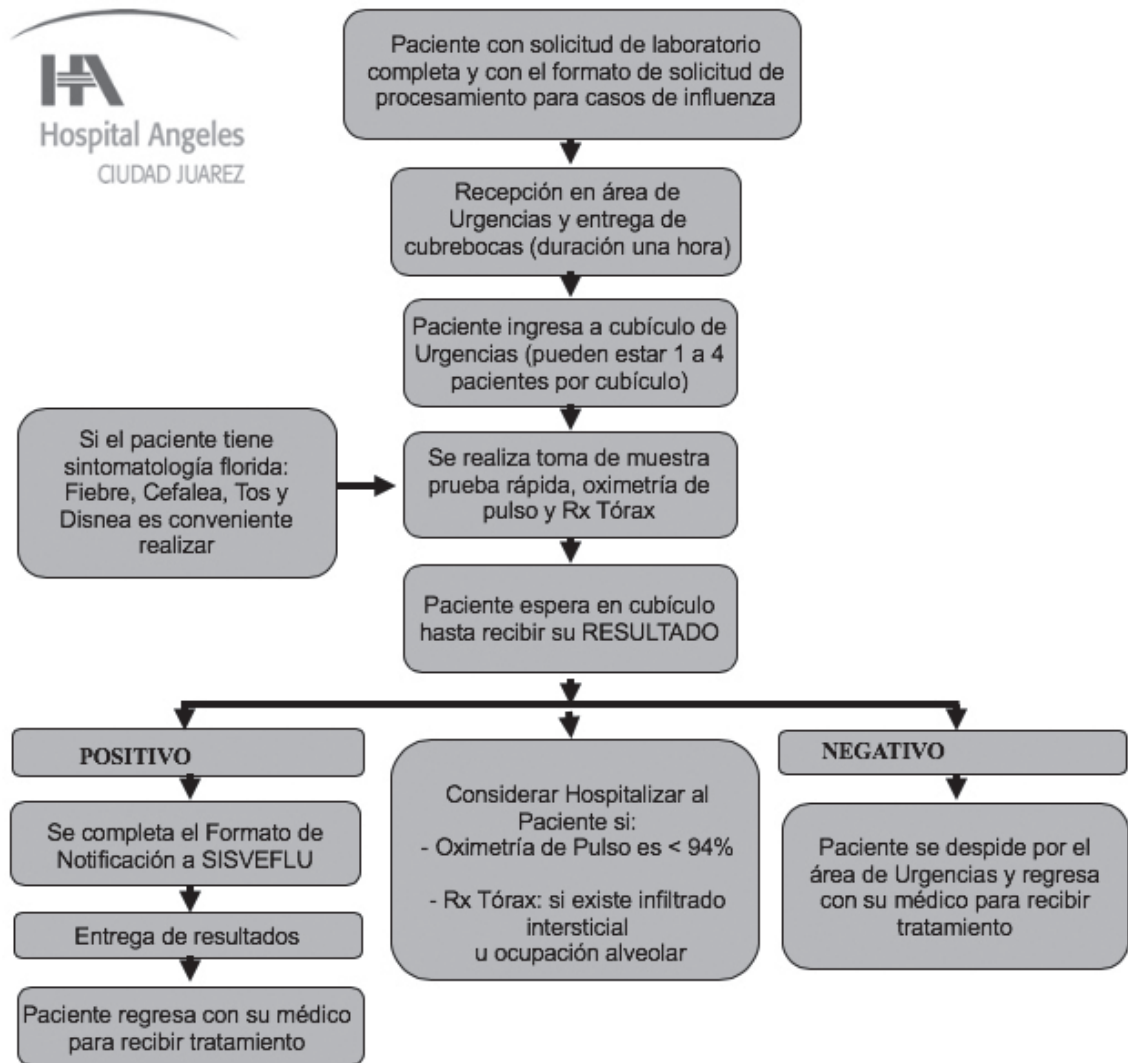 HA
Hospital Angeles
CIUDAD JUAREZ
Paciente con solicitud de laboratorio
completa y con el formato de solicitud de
procesamiento para casos de influenza
Recepción en área de
Urgencias y entrega de
cubrebocas (duración una hora)
Paciente ingresa a cubículo de
Urgencias (pueden estar 1 a 4
pacientes por cubículo)
Si el paciente tiene
sintomatología florida:
Fiebre, Cefalea, Tos y
Disnea es conveniente
realizar
Se realiza toma de muestra
prueba rápida, oximetría de
pulso y Rx Tórax
Paciente espera en cubículo
hasta recibir su RESULTADO
POSITIVO
Se completa el Formato de
Notificación a SISVEFLU
Entrega de resultados
Paciente regresa con su médico
para recibir tratamiento
Considerar Hospitalizar al
Paciente si:
- Oximetría de Pulso es < 94%
- Rx Tórax: si existe infiltrado
intersticial
u ocupación alveolar
NEGATIVO
Paciente se despide por el
área de Urgencias y regresa
con su médico para recibir
tratamiento